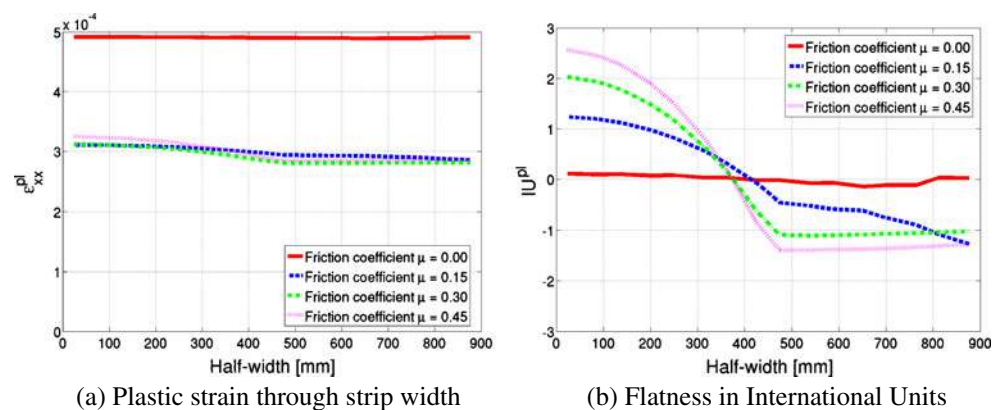 5 x 10⁻⁴
4
3
2
1
0
ε^pl_xx
Friction coefficient μ = 0.00
Friction coefficient μ = 0.15
Friction coefficient μ = 0.30
Friction coefficient μ = 0.45
0 100 200 300 400 500 600 700 800 900
Half-width [mm]
(a) Plastic strain through strip width
3
2
1
0
-1
-2
-3
IU^pl
Friction coefficient μ = 0.00
Friction coefficient μ = 0.15
Friction coefficient μ = 0.30
Friction coefficient μ = 0.45
0 100 200 300 400 500 600 700 800 900
Half-width [mm]
(b) Flatness in International Units